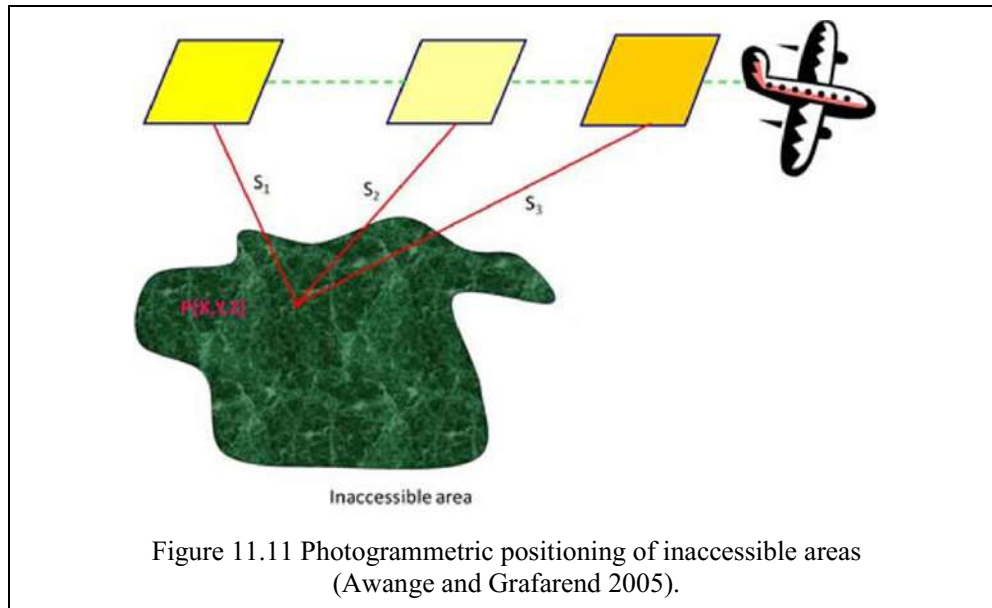 S₁
S₂
S₃
P(X,Y,Z)
Inaccessible area
Figure 11.11 Photogrammetric positioning of inaccessible areas
(Awange and Grafarend 2005).